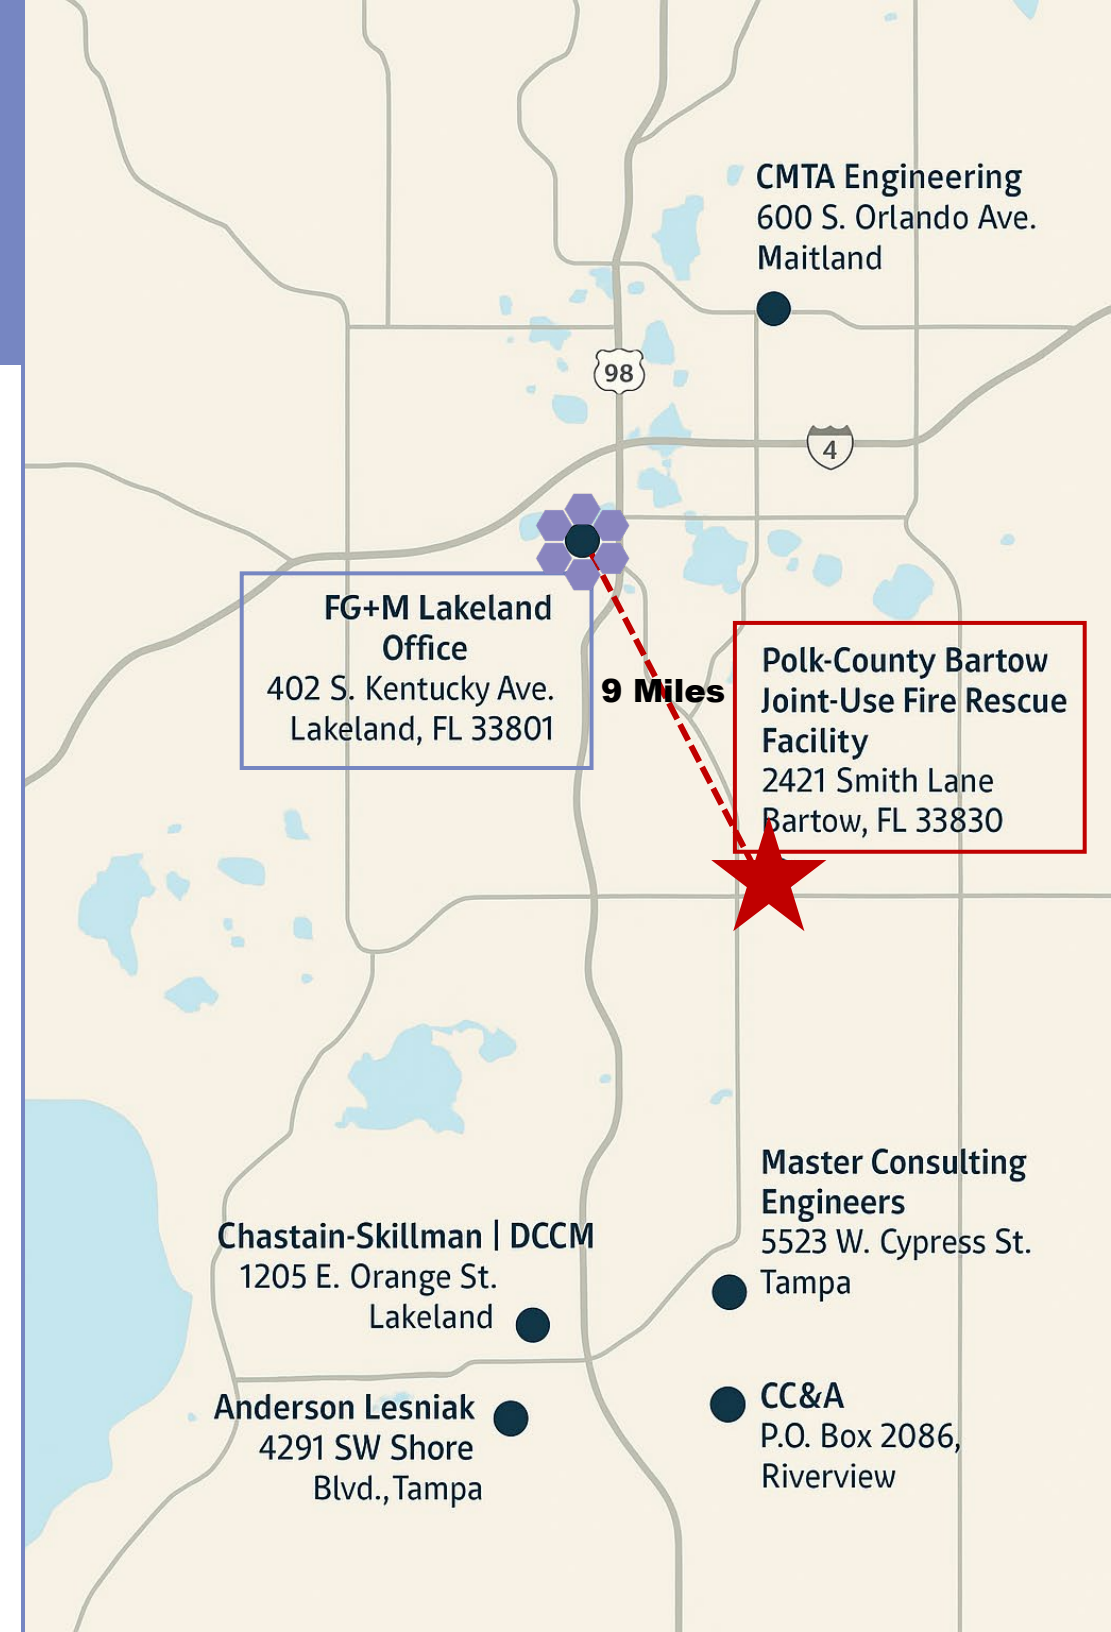 CMTA Engineering
600 S. Orlando Ave.
Maitland
98
4
FG+M Lakeland
Office
402 S. Kentucky Ave.
Lakeland, FL 33801
9 Miles
Polk-County Bartow
Joint-Use Fire Rescue
Facility
2421 Smith Lane
Bartow, FL 33830
Master Consulting
Engineers
5523 W. Cypress St.
Tampa
Chastain-Skillman | DCCM
1205 E. Orange St.
Lakeland
Anderson Lesniak
4291 SW Shore
Blvd., Tampa
CC&A
P.O. Box 2086,
Riverview